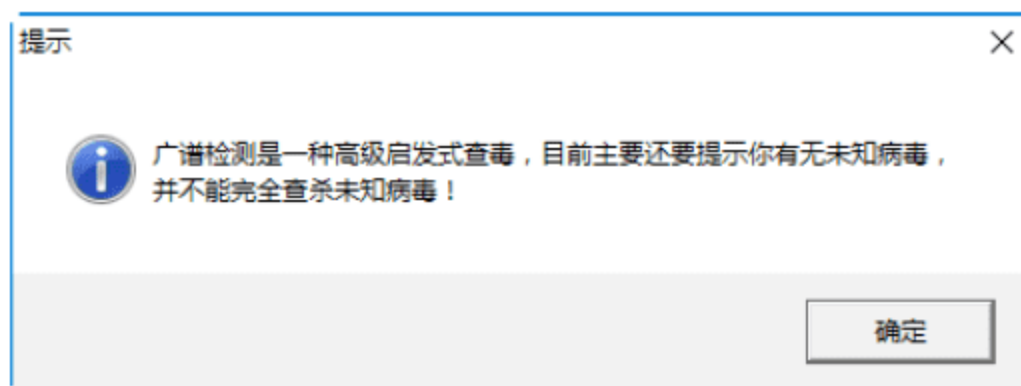 提示
广谱检测是一种高级启发式查毒，目前主要还要提示你有无未知病毒，
并不能完全查杀未知病毒！
确定